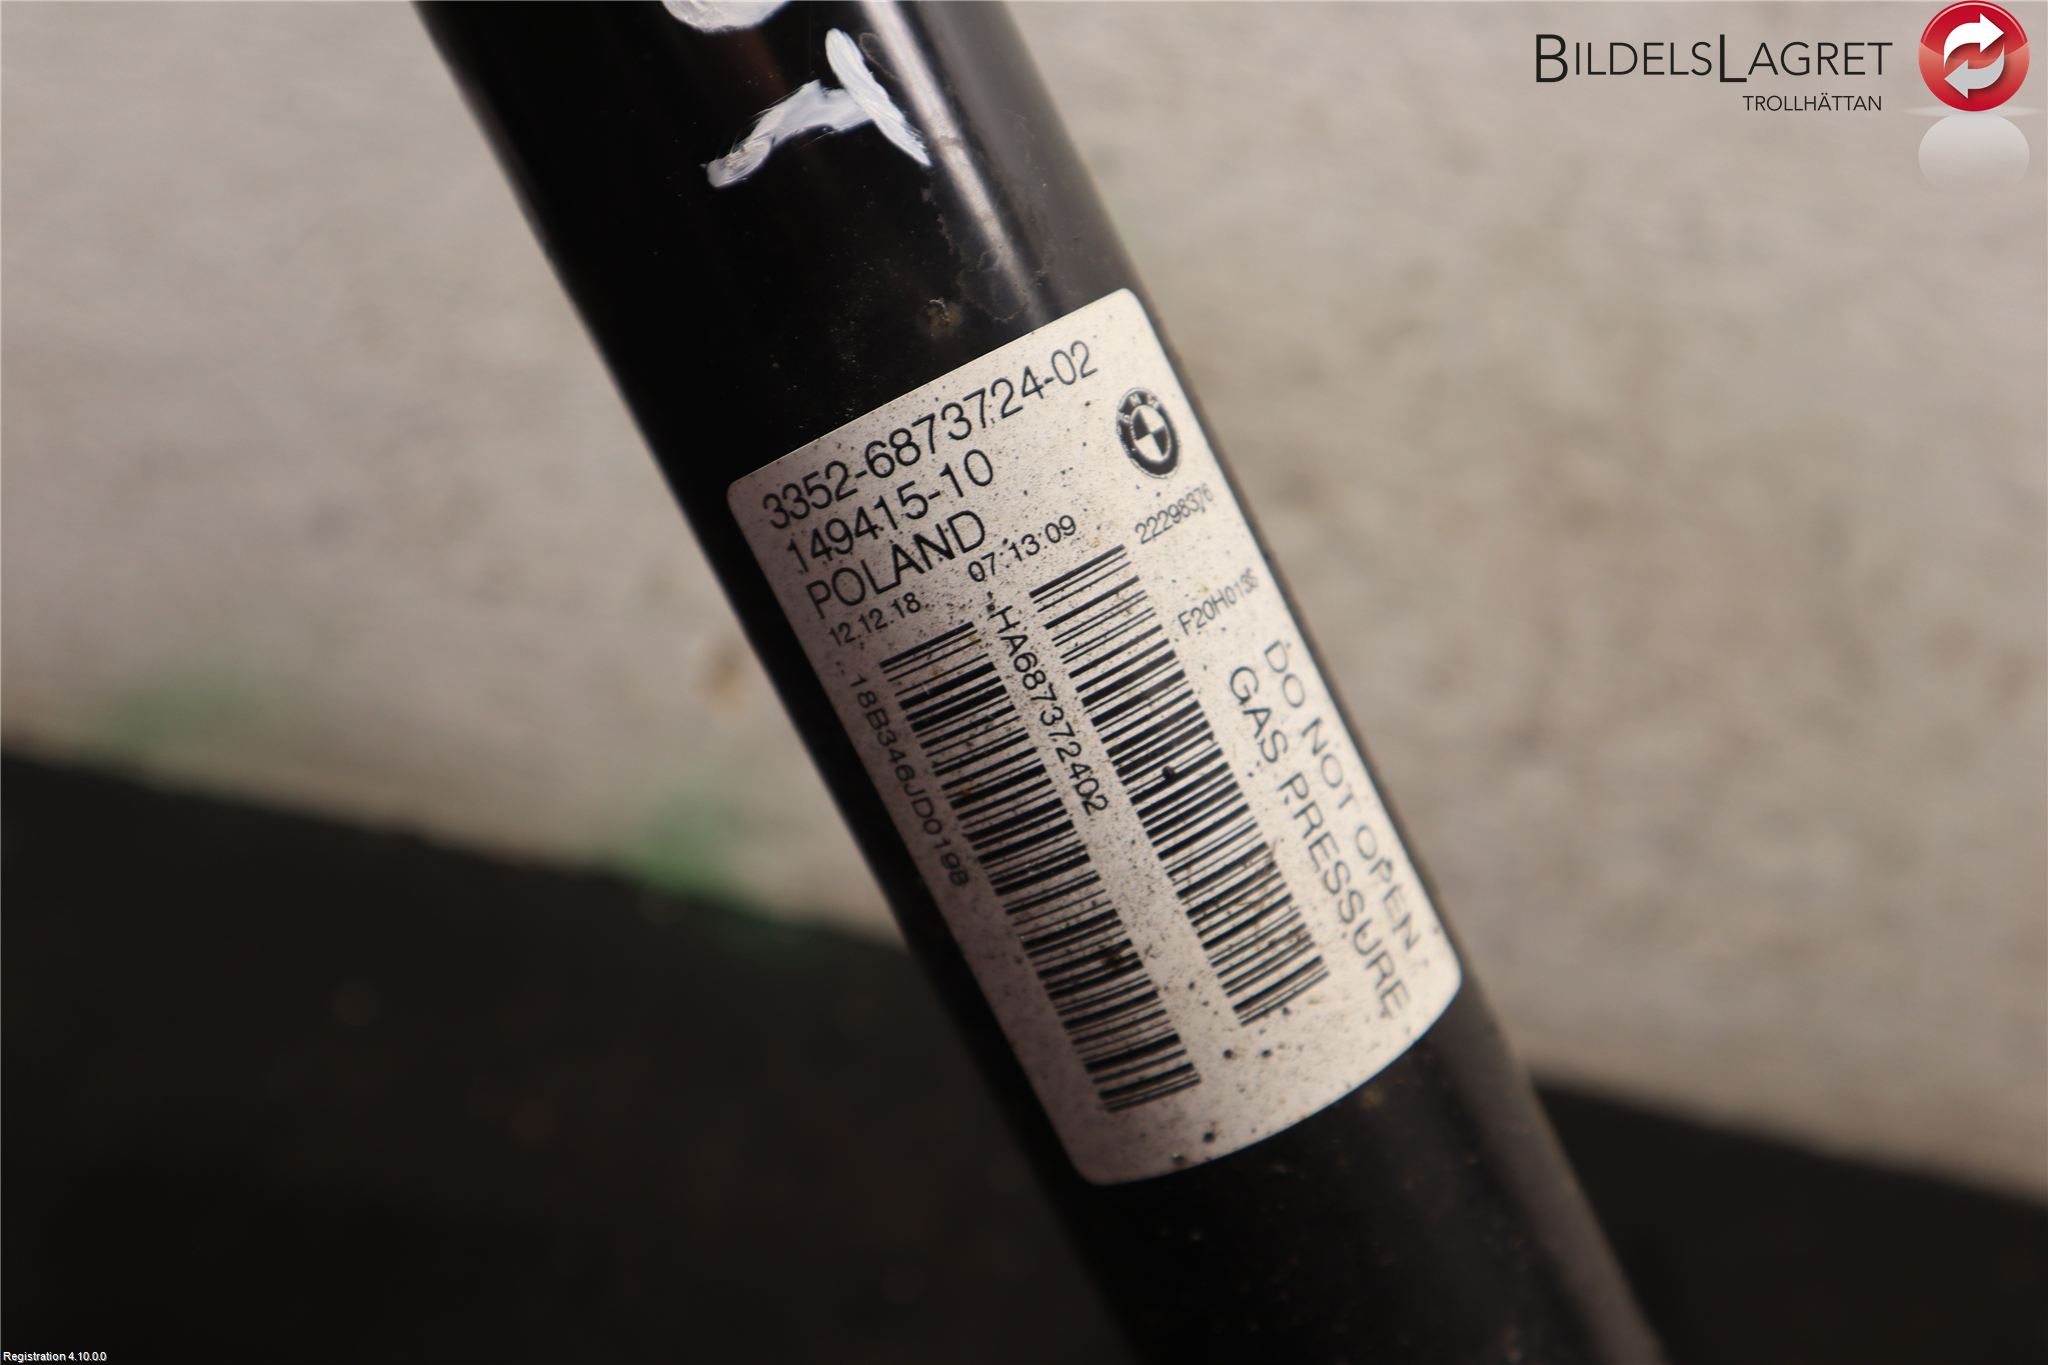 BILDELSLAGRET
TROLLHÄTTAN
3352-6873724-02
149415-10
POLAND
12.12.18 07:13:09 22298376
18B346JD0198
HA687372402
F20H0135
DO NOT OPEN
GAS PRESSURE
Registration 4.10.0.0